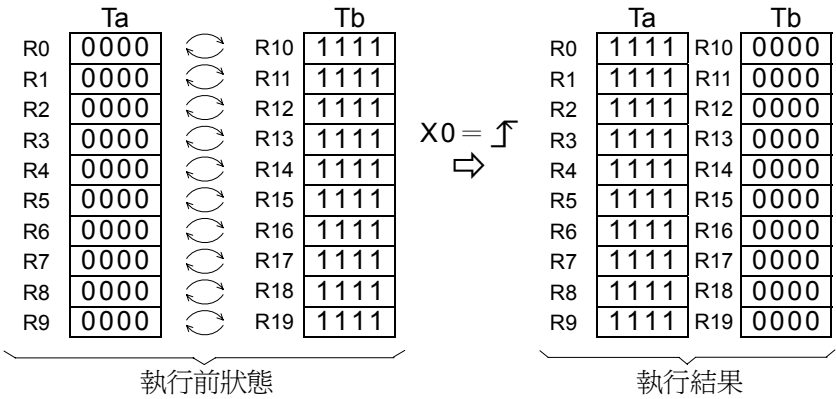 Ta Tb Ta Tb
R0 0000 R10 1111 R0 1111 R10 0000
R1 0000 R11 1111 R1 1111 R11 0000
R2 0000 R12 1111 R2 1111 R12 0000
R3 0000 R13 1111 X0= R3 1111 R13 0000
R4 0000 R14 1111 R4 1111 R14 0000
R5 0000 R15 1111 R5 1111 R15 0000
R6 0000 R16 1111 R6 1111 R16 0000
R7 0000 R17 1111 R7 1111 R17 0000
R8 0000 R18 1111 R8 1111 R18 0000
R9 0000 R19 1111 R9 1111 R19 0000
執行前狀態 執行結果